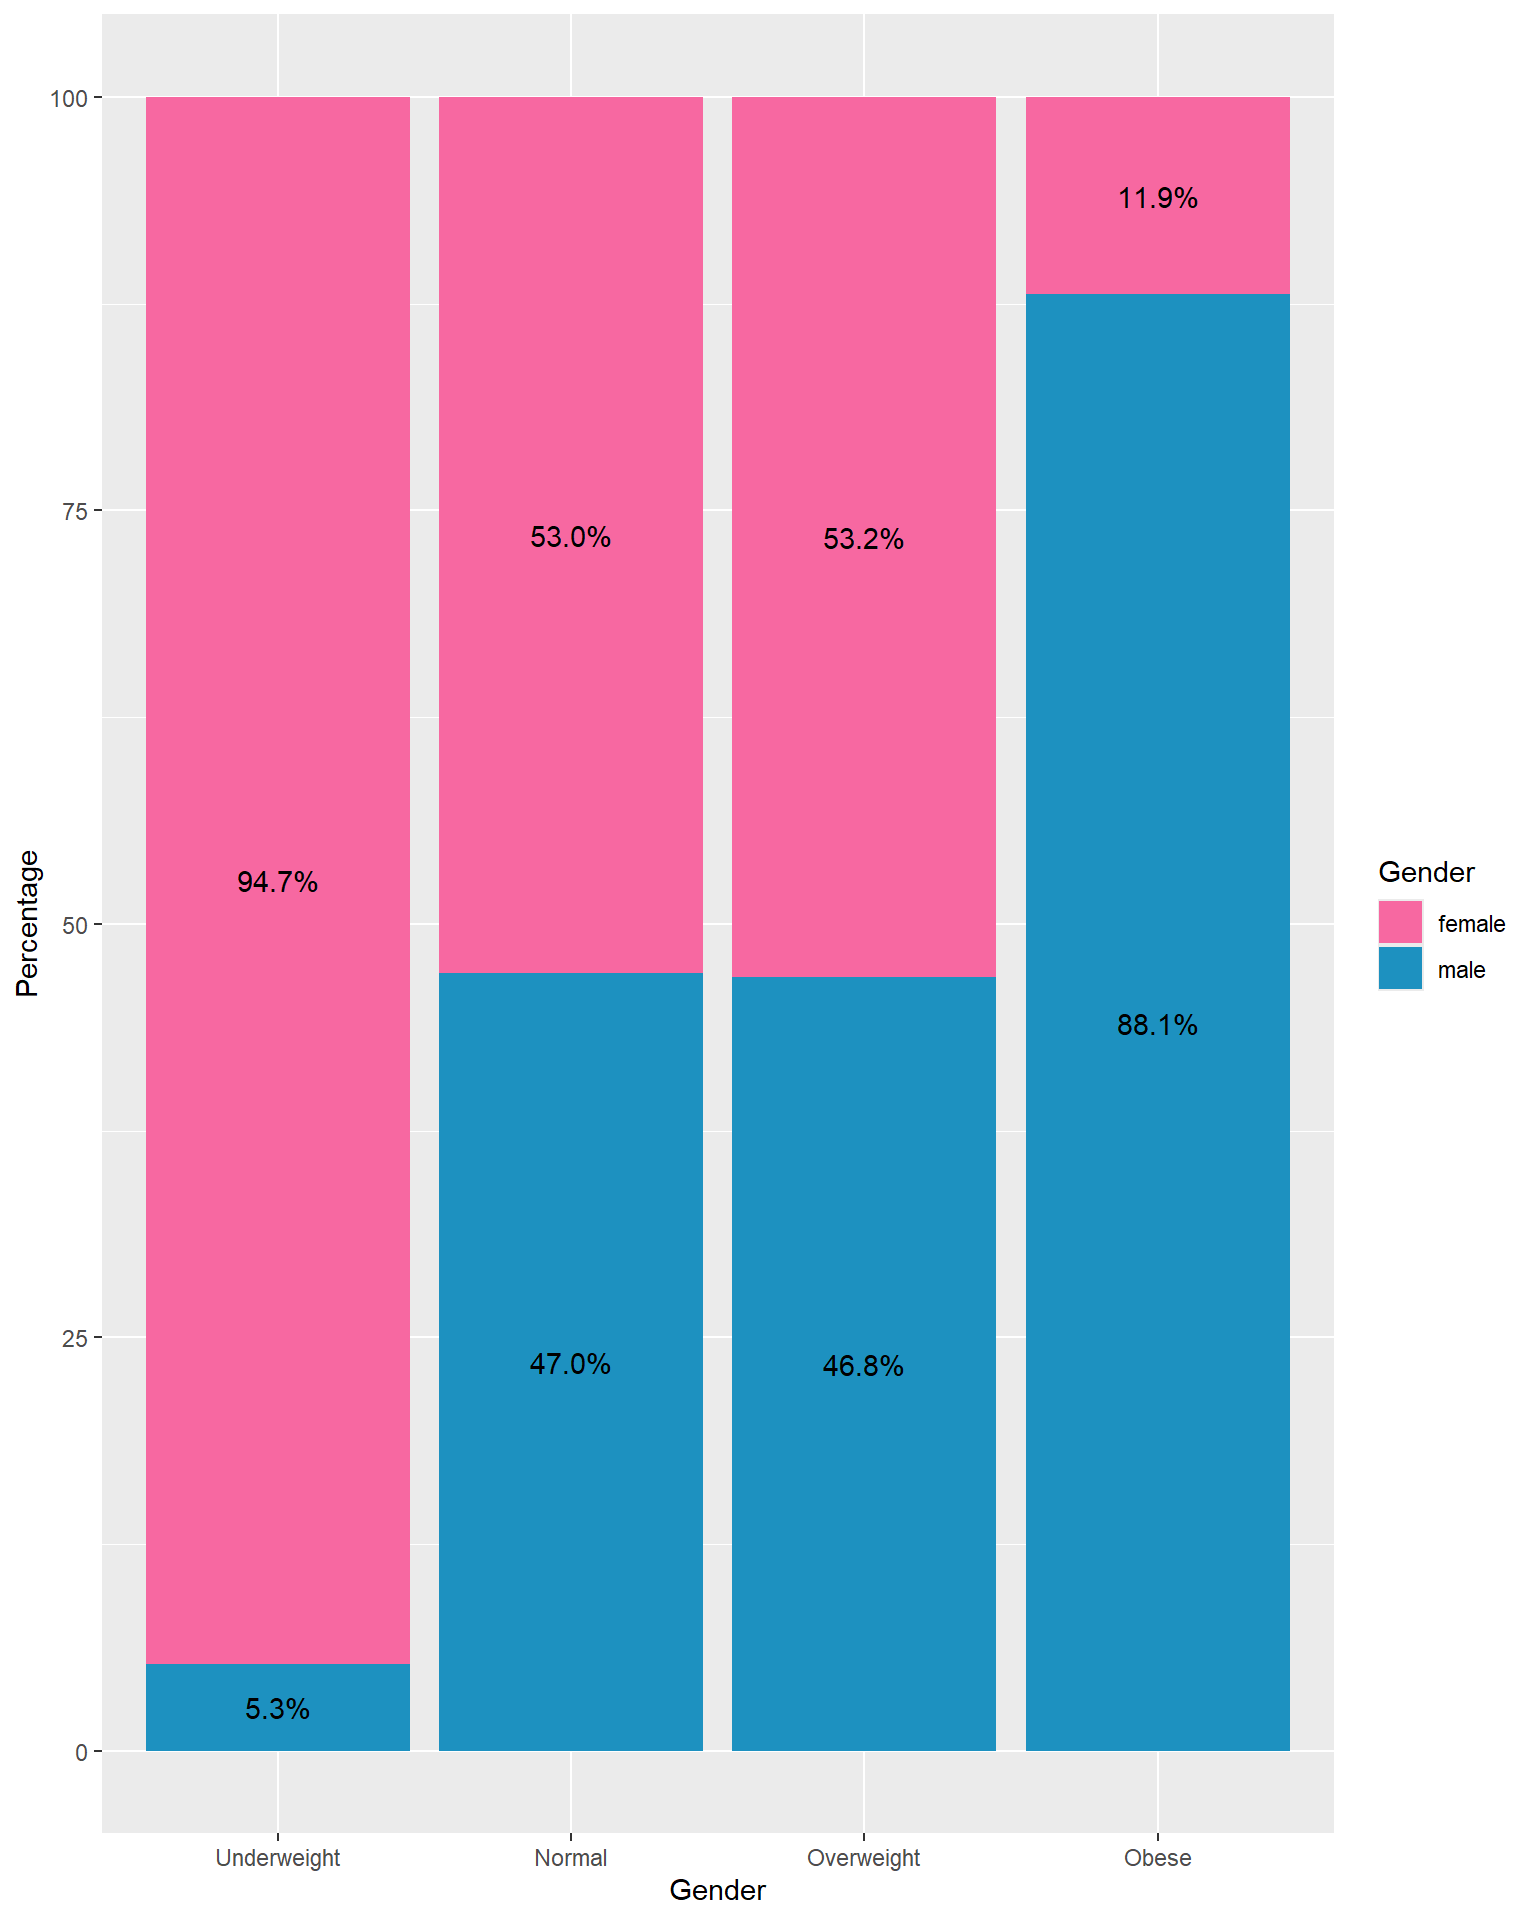 100
75
50
25
0
Percentage
11.9%
53.0%
53.2%
94.7%
88.1%
47.0%
46.8%
5.3%
Underweight Normal Overweight Obese
Gender
Gender
female
male